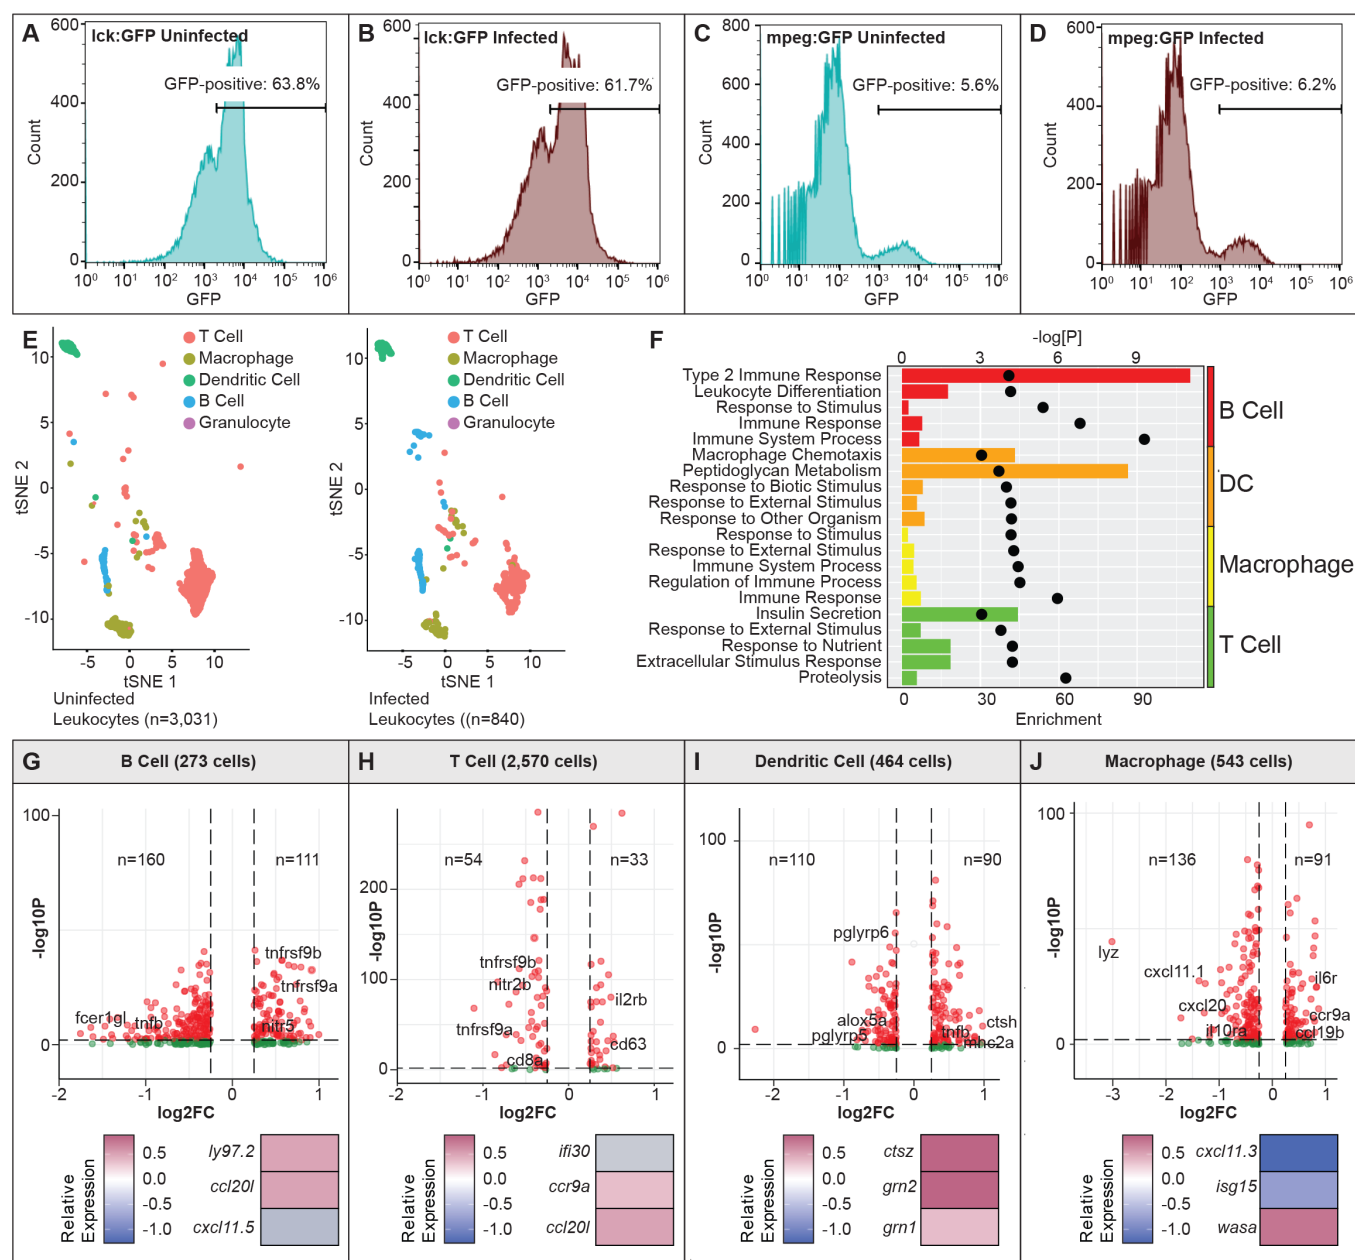 A
lck:GFP Uninfected
GFP-positive: 63.8%
600
400
200
0
Count
10⁰ 10¹ 10² 10³ 10⁴ 10⁵ 10⁶
GFP
B
lck:GFP Infected
GFP-positive: 61.7%
600
400
200
0
Count
10⁰ 10¹ 10² 10³ 10⁴ 10⁵ 10⁶
GFP
C
mpeg:GFP Uninfected
GFP-positive: 5.6%
800
600
400
200
0
Count
10⁰ 10¹ 10² 10³ 10⁴ 10⁵ 10⁶
GFP
D
mpeg:GFP Infected
GFP-positive: 6.2%
600
400
200
0
Count
10⁰ 10¹ 10² 10³ 10⁴ 10⁵ 10⁶
GFP
E
T Cell
Macrophage
Dendritic Cell
B Cell
Granulocyte
10
5
0
-5
-10
tSNE 2
-5 0 5 10
tSNE 1
Uninfected
Leukocytes (n=3,031)
T Cell
Macrophage
Dendritic Cell
B Cell
Granulocyte
10
5
0
-5
-10
tSNE 2
-5 0 5 10
tSNE 1
Infected
Leukocytes ((n=840)
F
-log[P]
0 3 6 9
Type 2 Immune Response
Leukocyte Differentiation
Response to Stimulus
Immune Response
Immune System Process
Macrophage Chemotaxis
Peptidoglycan Metabolism
Response to Biotic Stimulus
Response to External Stimulus
Response to Other Organism
Response to Stimulus
Response to External Stimulus
Immune System Process
Regulation of Immune Process
Immune Response
Insulin Secretion
Response to External Stimulus
Response to Nutrient
Extracellular Stimulus Response
Proteolysis
B Cell
DC
Macrophage
T Cell
0 30 60 90
Enrichment
G
B Cell (273 cells)
100
0
-log10P
n=160
n=111
tnfrsf9b
tnfrsf9a
fcer1gl
tnfb
nitr5
-2 -1 0 1
log2FC
Relative
Expression
0.5
0.0
-0.5
-1.0
ly97.2
ccl20l
cxcl11.5
H
T Cell (2,570 cells)
200
100
0
-log10P
n=54
n=33
tnfrsf9b
nitr2b
il2rb
tnfrsf9a
cd63
cd8a
-2 -1 0 1
log2FC
Relative
Expression
0.5
0.0
-0.5
-1.0
ifi30
ccr9a
ccl20l
I
Dendritic Cell (464 cells)
100
0
-log10P
n=110
n=90
pglyrp6
alox5a
ctsh
pglyrp5
tnfb
mhc2a
-2 -1 0 1
log2FC
Relative
Expression
0.5
0.0
-0.5
-1.0
ctsz
grn2
grn1
J
Macrophage (543 cells)
100
0
-log10P
n=136
n=91
lyz
cxcl11.1
il6r
cxcl20
ccr9a
il10ra
ccl19b
-3 -2 -1 0 1
log2FC
Relative
Expression
0.5
0.0
-0.5
-1.0
cxcl11.3
isg15
wasa